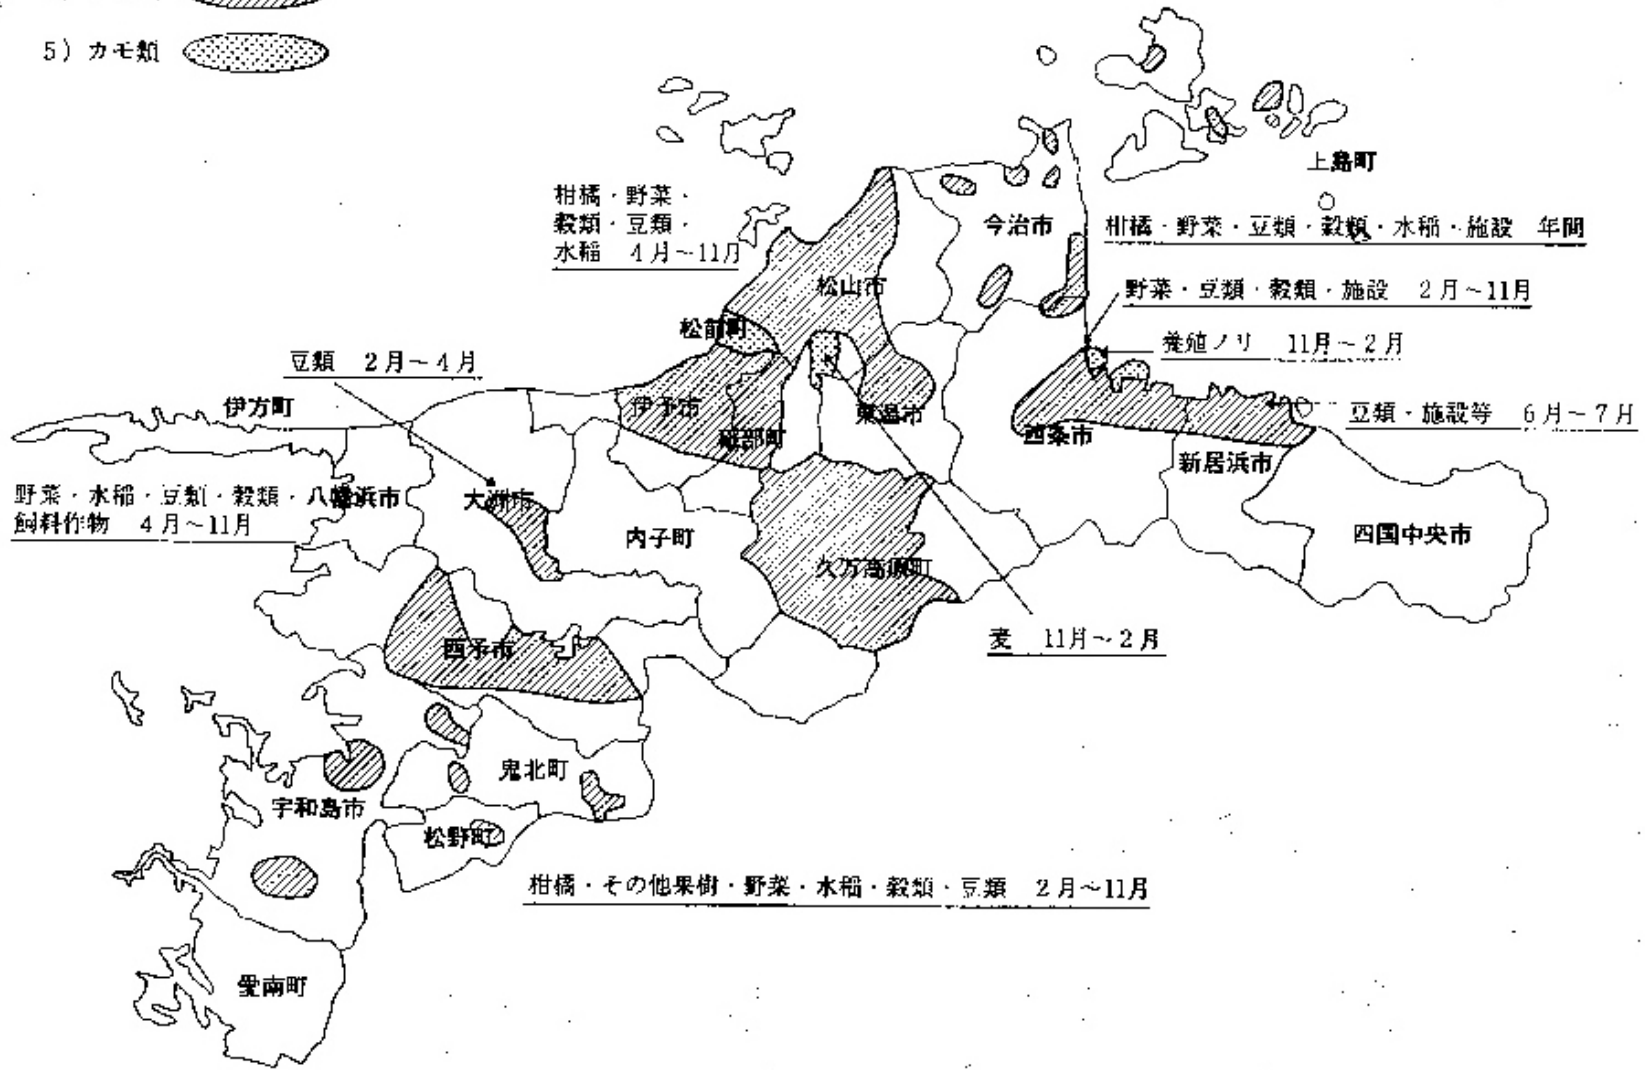 5) カモ類
上島町
柑橘・野菜・
穀類・豆類・
水稲 4月～11月
今治市
柑橘・野菜・豆類・穀類・水稲・施設 年間
松山市
野菜・豆類・穀類・施設 2月～11月
松前町
養殖ノリ 11月～2月
豆類 2月～4月
伊方町
伊予市
砥部町
東温市
西条市
豆類・施設等 6月～7月
新居浜市
野菜・水稲・豆類・穀類・
飼料作物 4月～11月
八幡浜市
大洲市
内子町
久万高原町
四国中央市
麦 11月～2月
西予市
鬼北町
宇和島市
松野町
柑橘・その他果樹・野菜・水稲・穀類・豆類 2月～11月
愛南町